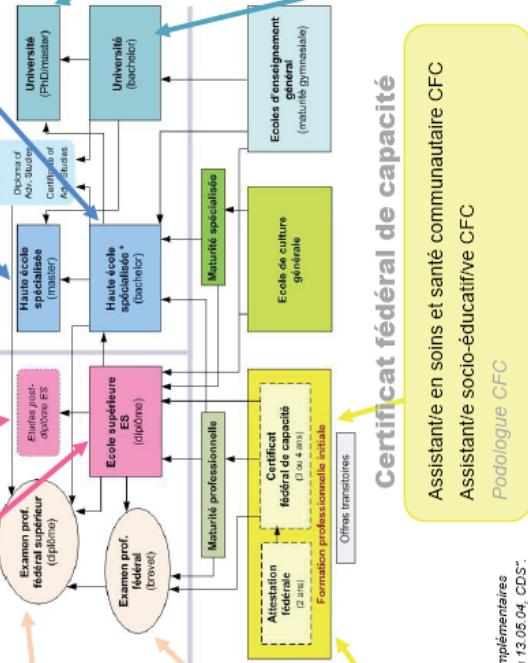 Université
(PhD/master)
Diploma of
Adv. Studies
Certificate of
Adv. Studies
Université
(bachelor)
Haute école
spécialisée
(master)
Haute école
spécialisée *
(bachelor)
Etudes post-
diplôme ES
Ecole supérieure
ES
(diplôme)
Examen prof.
fédéral supérieur
(diplôme)
Examen prof.
fédéral
(brevet)
Maturité professionnelle
Maturité spécialisée
Ecoles d'enseignement
général
(maturité gymnasiale)
Ecole de culture
générale
Certificat
fédéral de capacité
(3 ou 4 ans)
Attestation
fédérale
(2 ans)
Formation professionnelle initiale
Offres transitoires
Certificat fédéral de capacité
Assistant/e en soins et santé communautaire CFC
Assistant/e socio-éducatif/ve CFC
Podologue CFC
mplémentaires
13.05.04, CDS".